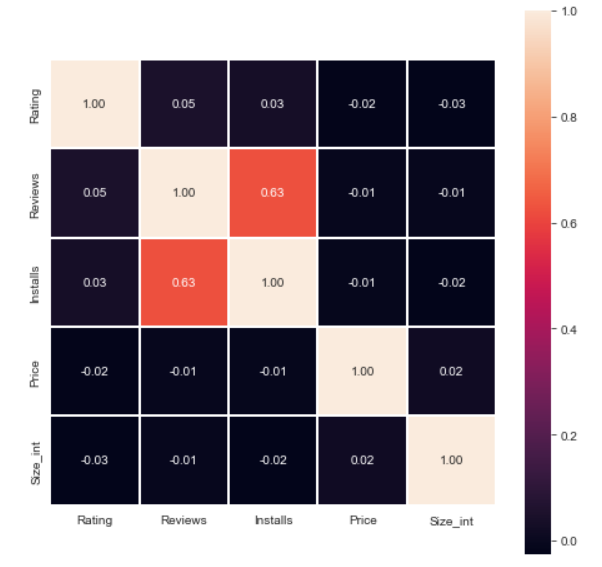 1.0
Rating 1.00 0.05 0.03 -0.02 -0.03
0.8
Reviews 0.05 1.00 0.63 -0.01 -0.01
0.6
Installs 0.03 0.63 1.00 -0.01 -0.02
0.4
Price -0.02 -0.01 -0.01 1.00 0.02
0.2
Size_int -0.03 -0.01 -0.02 0.02 1.00
Rating Reviews Installs Price Size_int
0.0